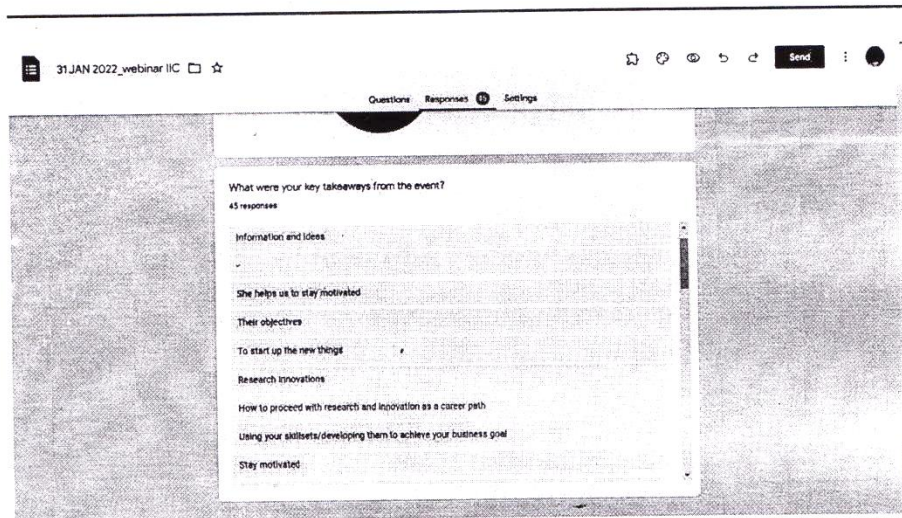 31 JAN 2022_webinar IIC
Send
Questions Responses 45 Settings
What were your key takeaways from the event?
45 responses
Information and ideas
.
She helps us to stay motivated
Their objectives
To start up the new things
Research innovations
How to proceed with research and innovation as a career path
Using your skillsets/developing them to achieve your business goal
Stay motivated